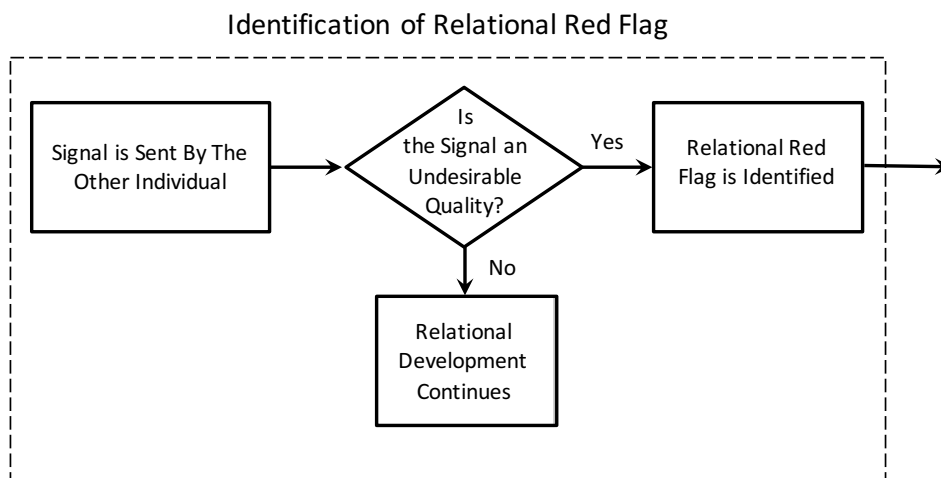 Identification of Relational Red Flag
Signal is Sent By The
Other Individual
Is
the Signal an
Undesirable
Quality?
Yes
Relational Red
Flag is Identified
No
Relational
Development
Continues